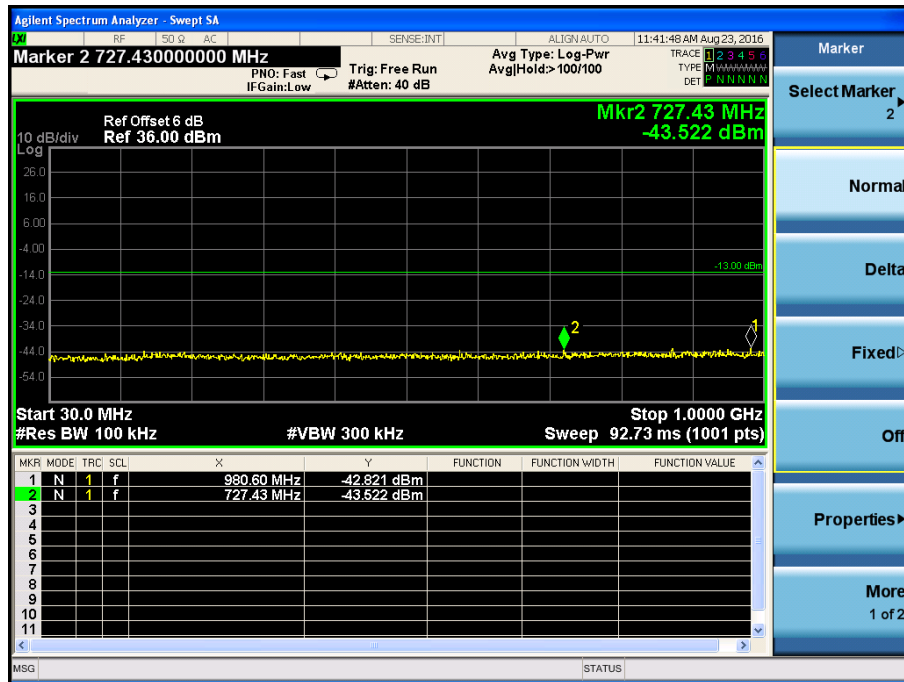 Agilent Spectrum Analyzer - Swept SA
LXI RF 50 Ω AC SENSE:INT ALIGN AUTO 11:41:48 AM Aug 23, 2016
Marker 2 727.430000000 MHz
PNO: Fast
IFGain:Low
Trig: Free Run
#Atten: 40 dB
Avg Type: Log-Pwr
Avg|Hold:>100/100
TRACE 1 2 3 4 5 6
TYPE M W W W W W
DET P N N N N N
Mkr2 727.43 MHz
-43.522 dBm
Ref Offset 6 dB
10 dB/div Ref 36.00 dBm
Log
26.0
16.0
6.00
-4.00
-13.00 dBm
-14.0
-24.0
-34.0
2
1
-44.0
-54.0
Start 30.0 MHz Stop 1.0000 GHz
#Res BW 100 kHz #VBW 300 kHz Sweep 92.73 ms (1001 pts)
MKR MODE TRC SCL X Y FUNCTION FUNCTION WIDTH FUNCTION VALUE
1 N 1 f 980.60 MHz -42.821 dBm
2 N 1 f 727.43 MHz -43.522 dBm
3
4
5
6
7
8
9
10
11
MSG STATUS
Marker
Select Marker
2
Normal
Delta
Fixed
Off
Properties
More
1 of 2